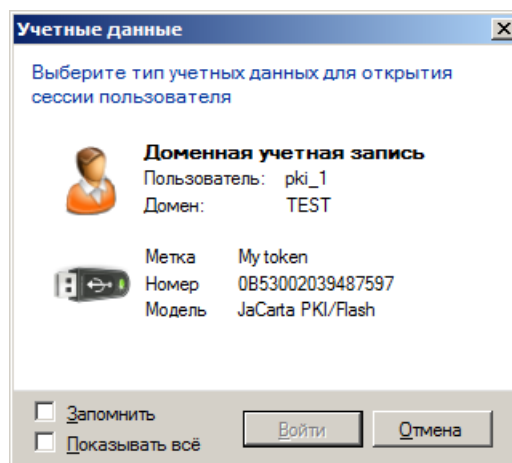 Учетные данные
Выберите тип учетных данных для открытия
сессии пользователя
Доменная учетная запись
Пользователь: pki_1
Домен: TEST
Метка My token
Номер 0B53002039487597
Модель JaCarta PKI/Flash
Запомнить
Показывать всё
Войти
Отмена